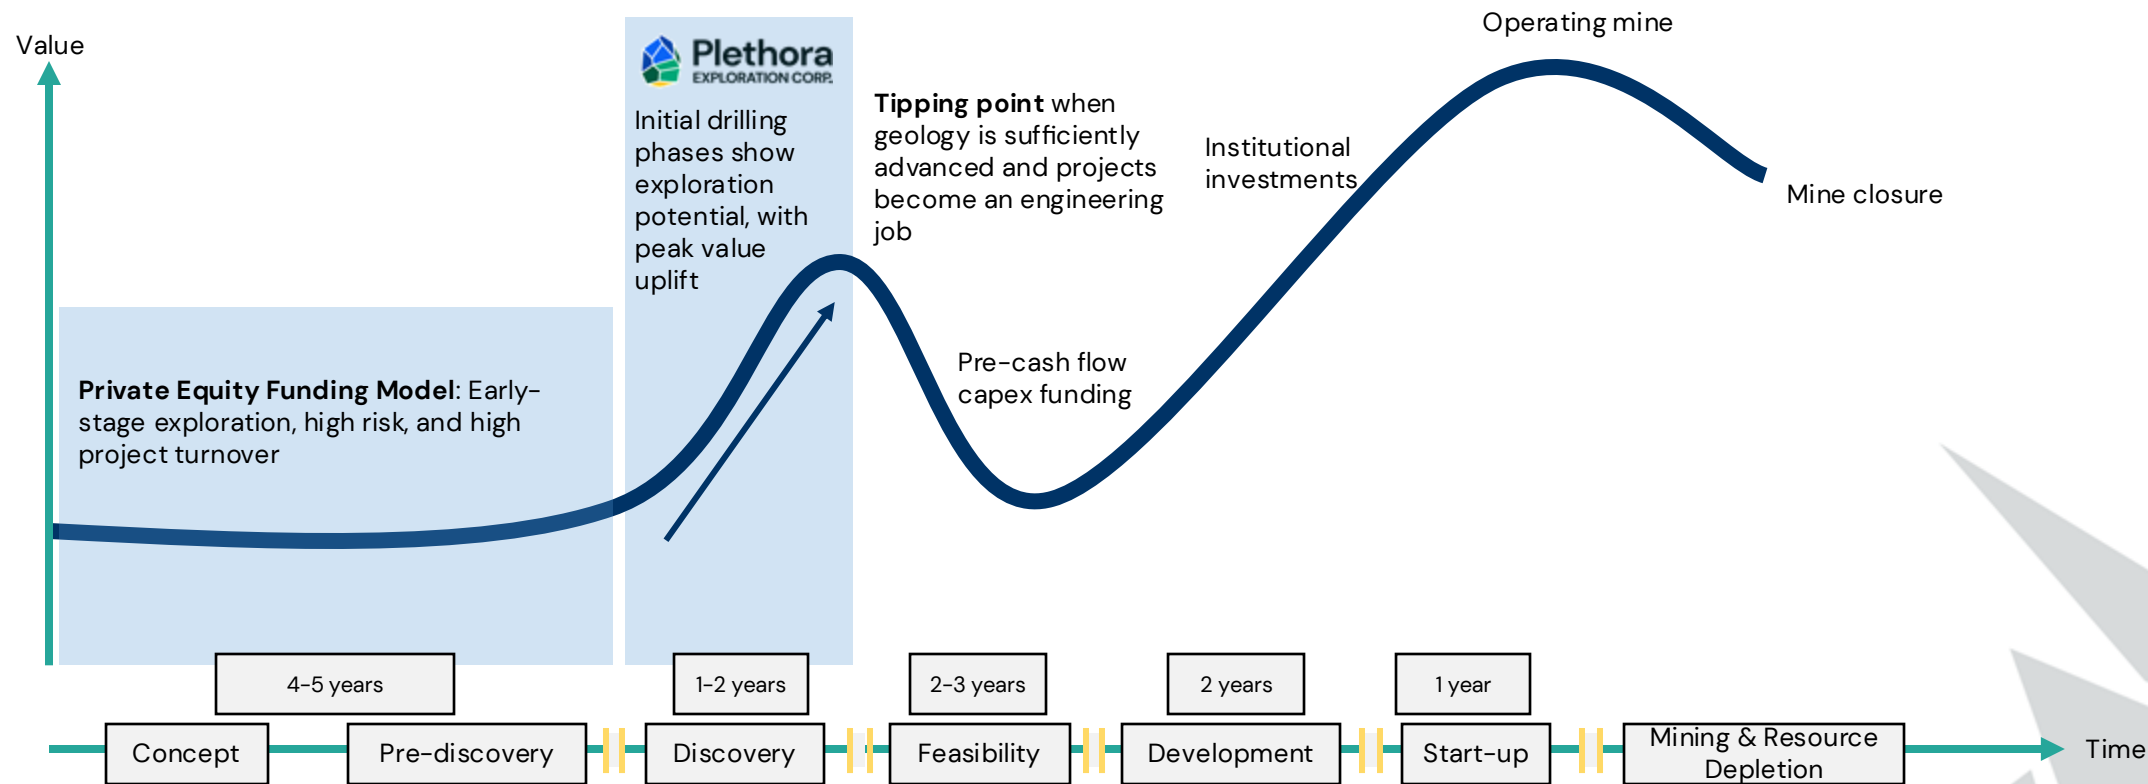 Value
Plethora
EXPLORATION CORP.
Initial drilling
phases show
exploration
potential, with
peak value
uplift
Tipping point when
geology is sufficiently
advanced and projects
become an engineering
job
Operating mine
Institutional
investments
Mine closure
Private Equity Funding Model: Early-
stage exploration, high risk, and high
project turnover
Pre-cash flow
capex funding
4-5 years
1-2 years
2-3 years
2 years
1 year
Concept
Pre-discovery
Discovery
Feasibility
Development
Start-up
Mining & Resource
Depletion
Time